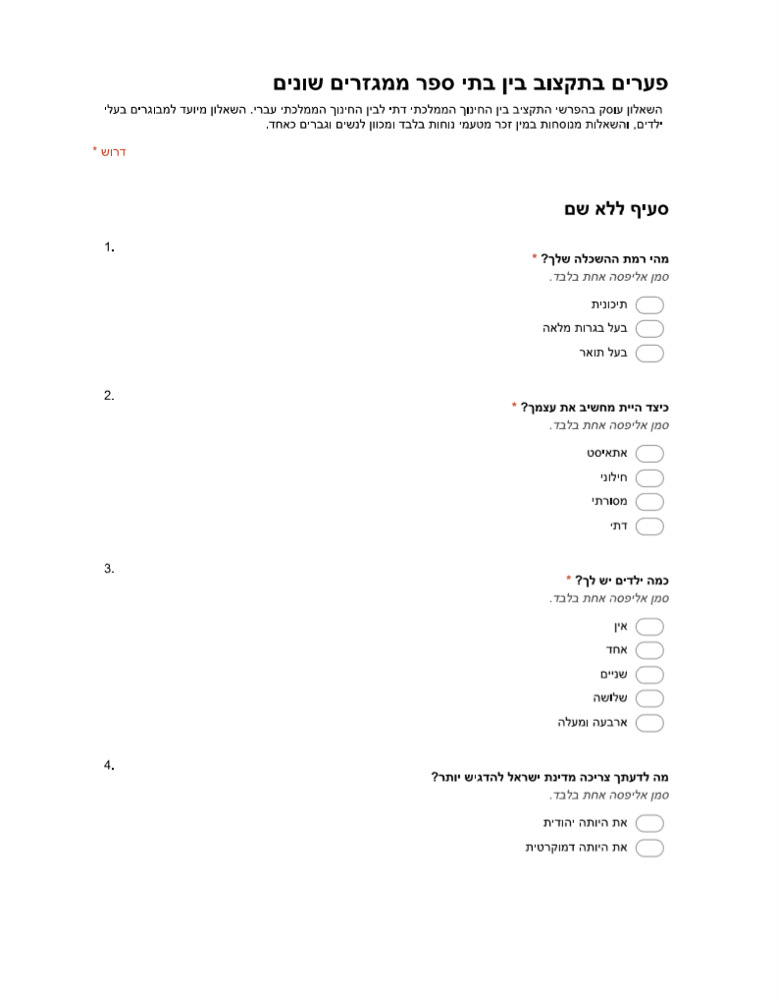 פערים בתקצוב בין בתי ספר ממגזרים שונים
השאלון עוסק בהפרשי התקציב בין החינוך הממלכתי דתי לבין החינוך הממלכתי עברי. השאלון מיועד למבוגרים בעלי
ילדים, והשאלות מנוסחות במין זכר מטעמי נוחות בלבד ומכוון לנשים וגברים כאחד.
דרוש *
סעיף ללא שם
1.
מהי רמת ההשכלה שלך? *
סמן אליפסה אחת בלבד.
תיכונית
בעל בגרות מלאה
בעל תואר
2.
כיצד היית מחשיב את עצמך? *
סמן אליפסה אחת בלבד.
אתאיסט
חילוני
מסורתי
דתי
3.
כמה ילדים יש לך? *
סמן אליפסה אחת בלבד.
אין
אחד
שניים
שלושה
ארבעה ומעלה
4.
מה לדעתך צריכה מדינת ישראל להדגיש יותר?
סמן אליפסה אחת בלבד.
את היותה יהודית
את היותה דמוקרטית